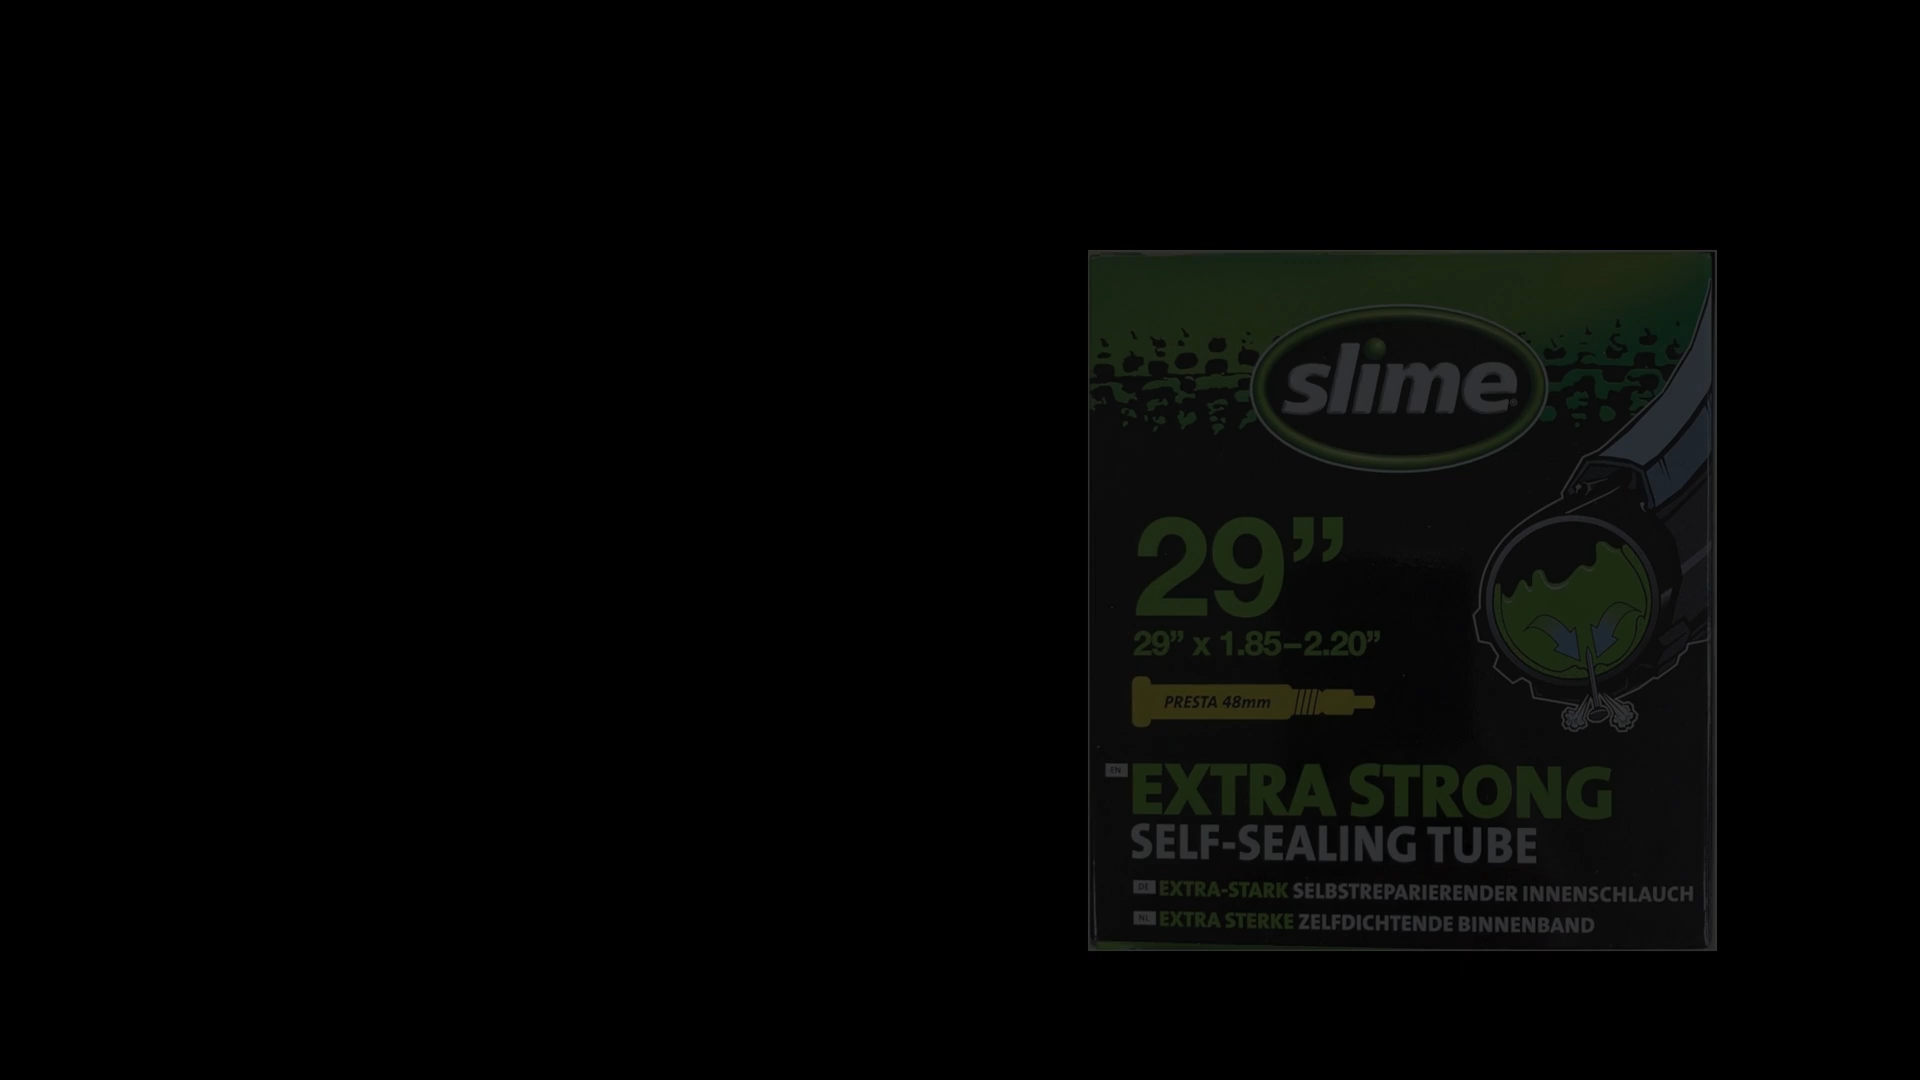 slime
29”
29” x 1.85–2.20”
PRESTA 48mm
EN EXTRA STRONG
SELF-SEALING TUBE
DE EXTRA-STARK SELBSTREPARIERENDER INNENSCHLAUCH
NL EXTRA STERKE ZELFDICHTENDE BINNENBAND